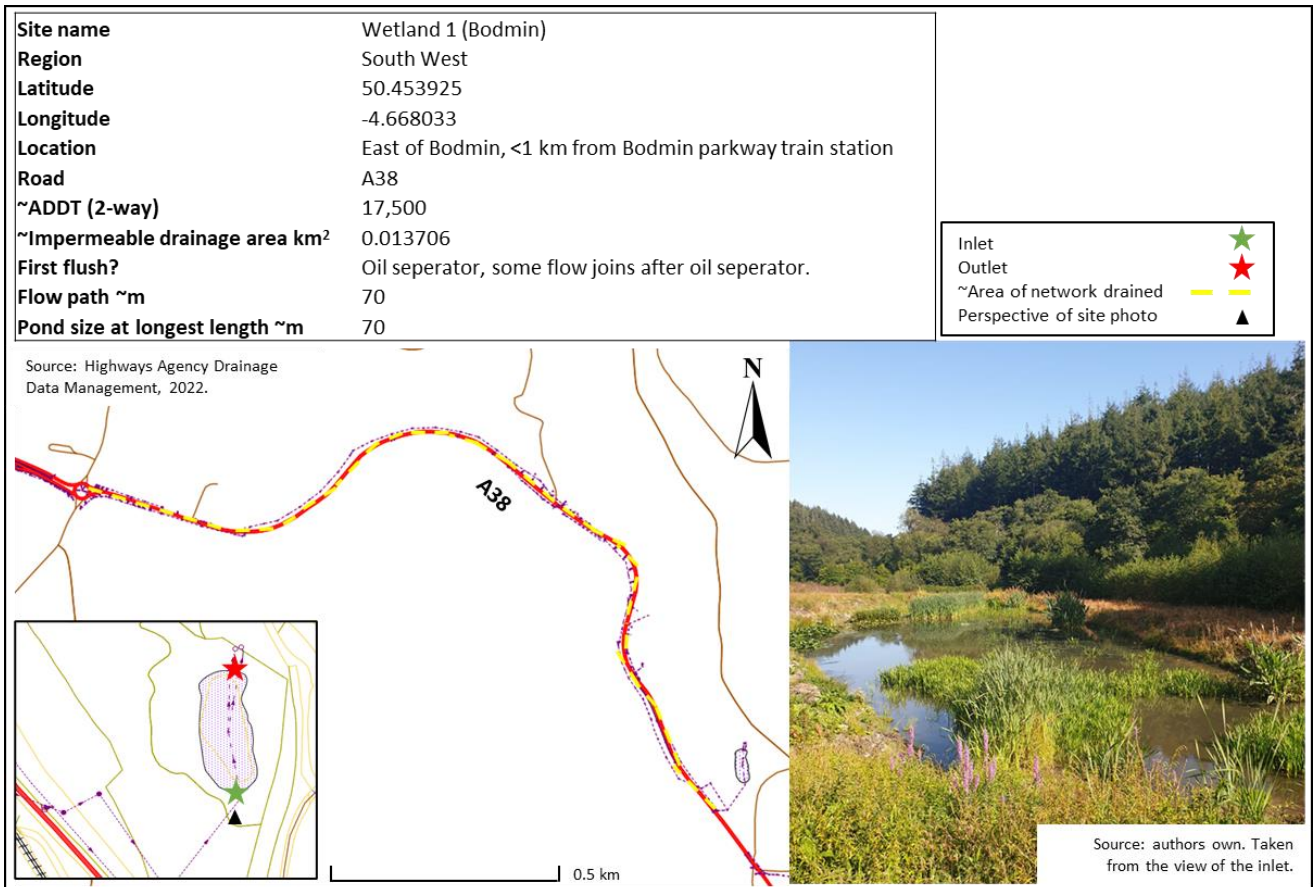 Site name Wetland 1 (Bodmin)
Region South West
Latitude 50.453925
Longitude -4.668033
Location East of Bodmin, <1 km from Bodmin parkway train station
Road A38
~ADDT (2-way) 17,500
~Impermeable drainage area km² 0.013706
First flush? Oil seperator, some flow joins after oil seperator.
Flow path ~m 70
Pond size at longest length ~m 70
Inlet
Outlet
~Area of network drained
Perspective of site photo
Source: Highways Agency Drainage
Data Management, 2022.
N
A38
0.5 km
Source: authors own. Taken
from the view of the inlet.